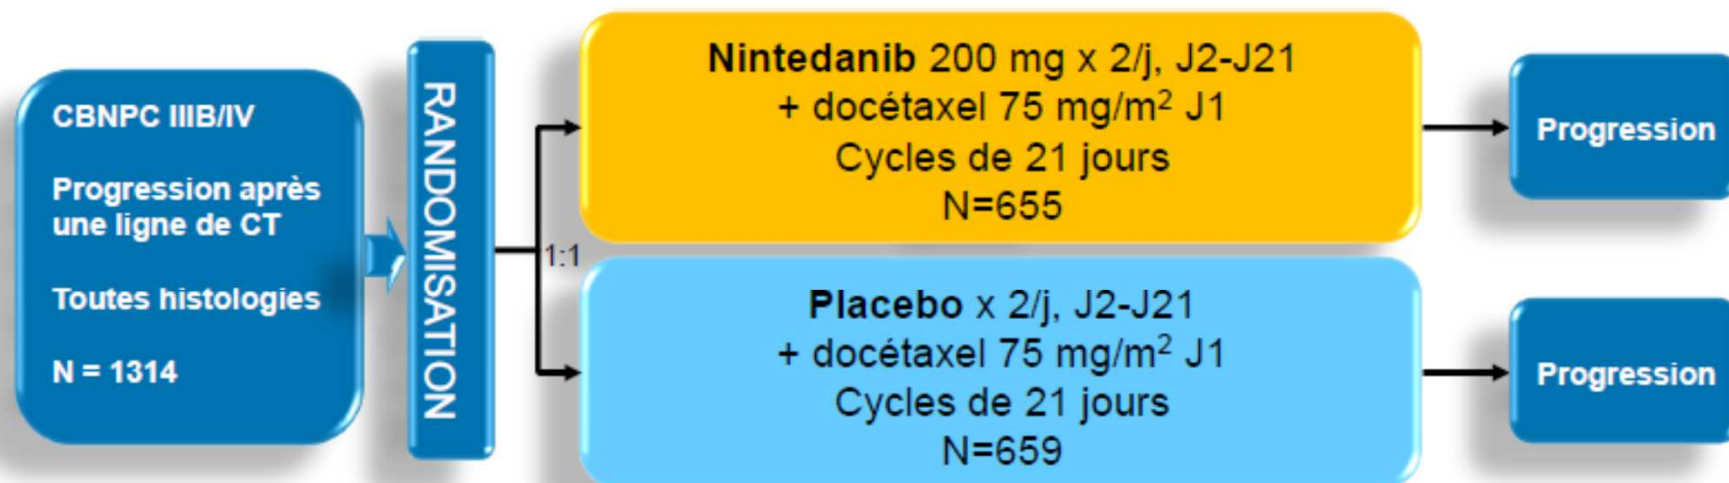 CBNPC IIIB/IV
Progression après
une ligne de CT
Toutes histologies
N = 1314
RANDOMISATION
1:1
Nintedanib 200 mg x 2/j, J2-J21
+ docétaxel 75 mg/m² J1
Cycles de 21 jours
N=655
Progression
Placebo x 2/j, J2-J21
+ docétaxel 75 mg/m² J1
Cycles de 21 jours
N=659
Progression